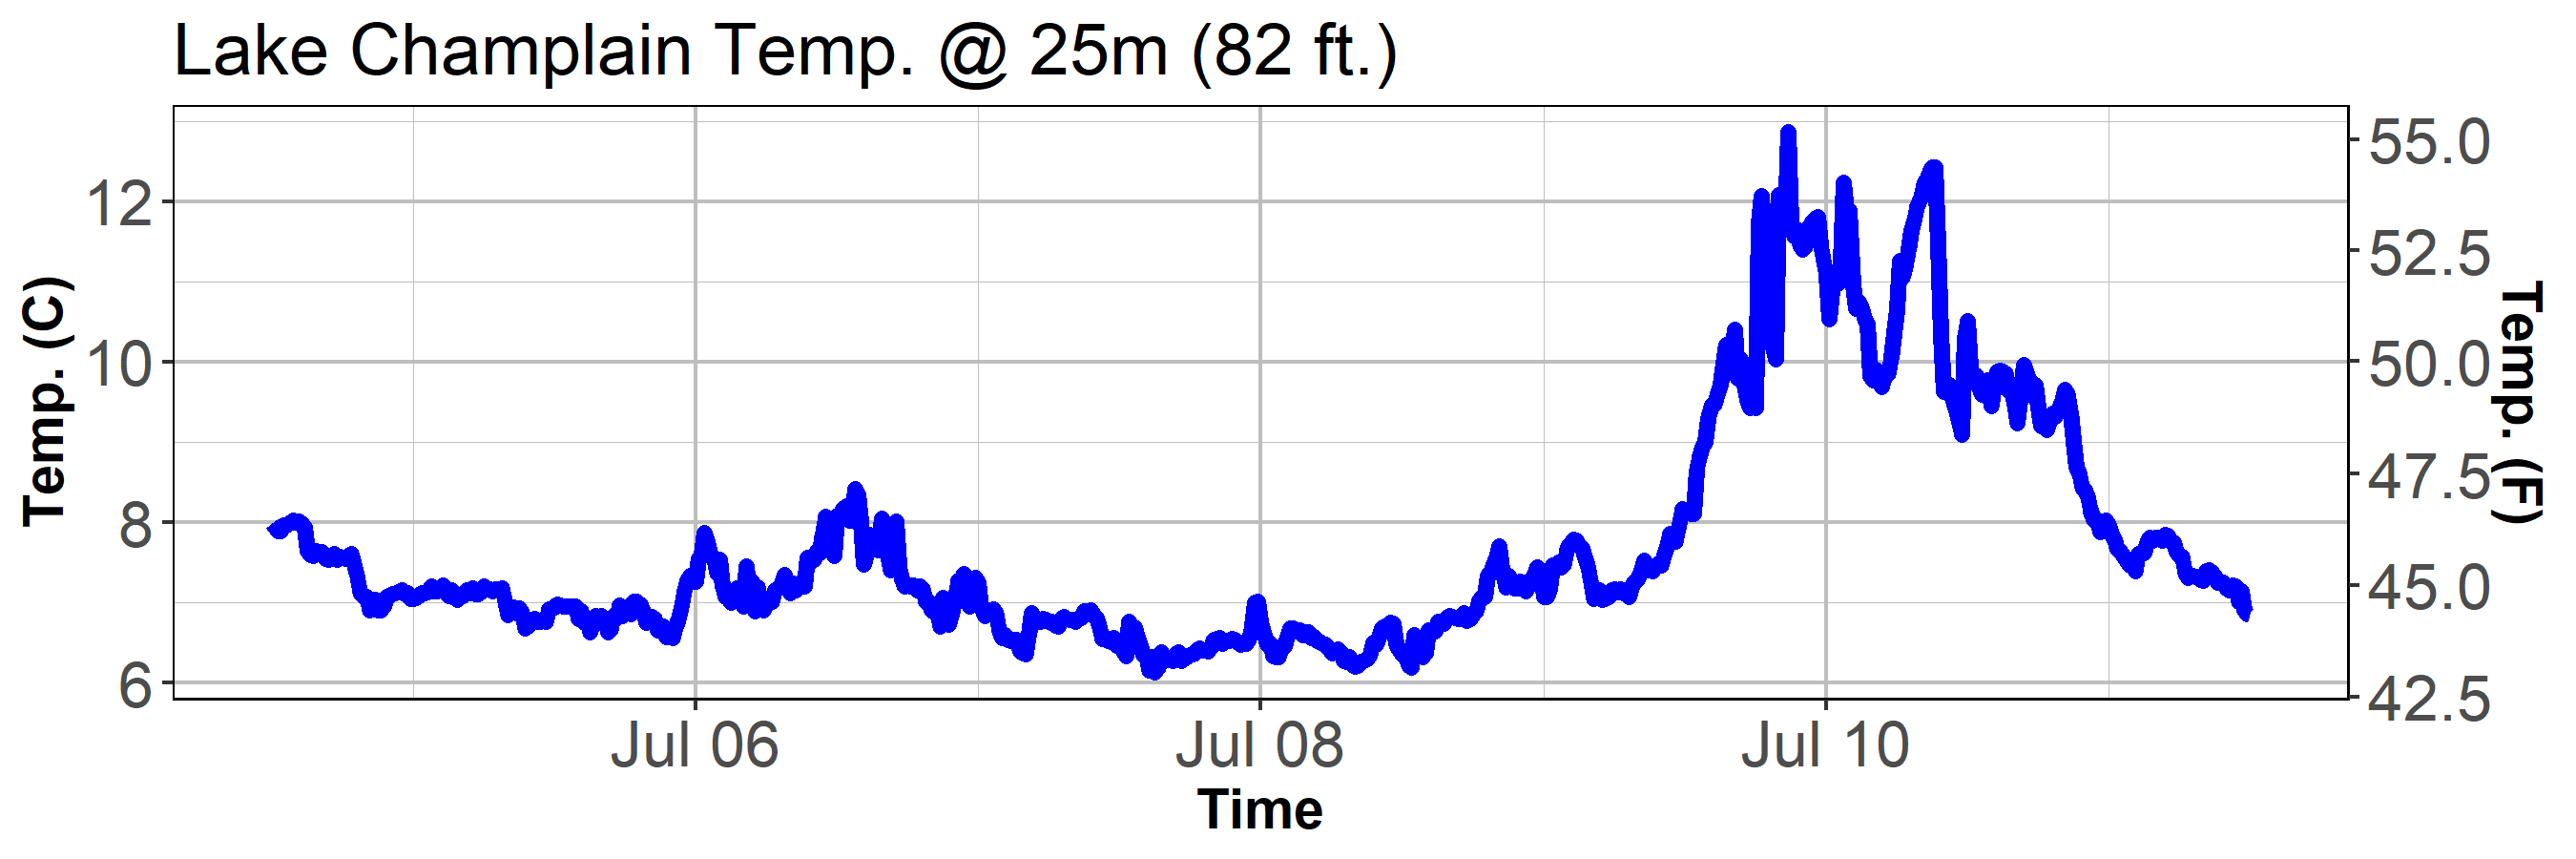 Lake Champlain Temp. @ 25m (82 ft.)
Temp. (C)
12
10
8
6
55.0
52.5
50.0
47.5
45.0
42.5
Temp. (F)
Jul 06
Jul 08
Jul 10
Time